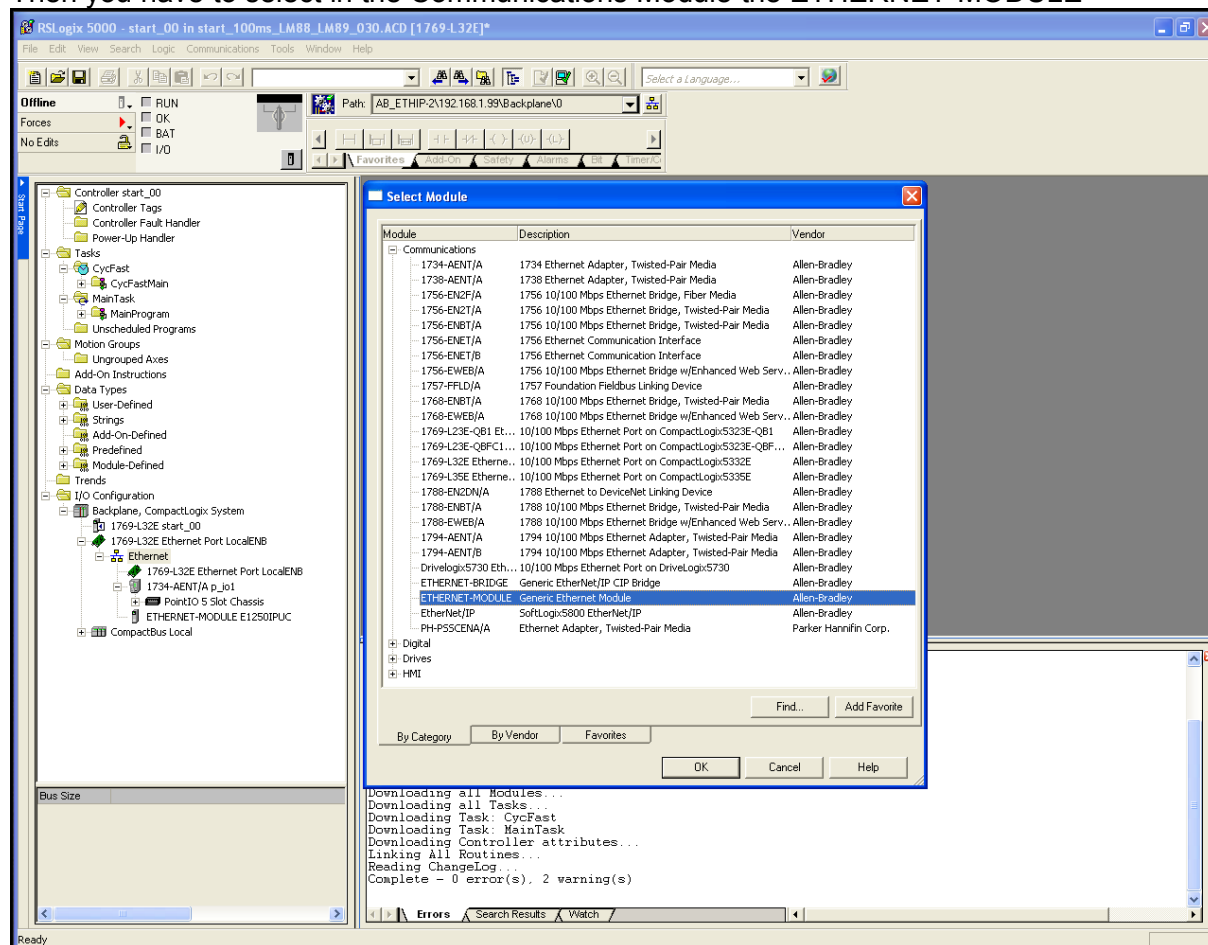 Then you have to select in the Communications Module the ETHERNET MODULE
RSLogix 5000 - start_00 in start_100ms_LM88_LM89_030.ACD [1769-L32E]*
File Edit View Search Logic Communications Tools Window Help
Select a Language...
Offline
RUN
Path: AB_ETHIP-2\192.168.1.99\Backplane\0
Forces
OK
No Edits
BAT
I/O
Favorites Add-On Safety Alarms Bit Timer/C
Start Page
Controller start_00
Controller Tags
Controller Fault Handler
Power-Up Handler
Tasks
CycFast
CycFastMain
MainTask
MainProgram
Unscheduled Programs
Motion Groups
Ungrouped Axes
Add-On Instructions
Data Types
User-Defined
Strings
Add-On-Defined
Predefined
Module-Defined
Trends
I/O Configuration
Backplane, CompactLogix System
1769-L32E start_00
1769-L32E Ethernet Port LocalENB
Ethernet
1769-L32E Ethernet Port LocalENB
1734-AENT/A p_io1
PointIO 5 Slot Chassis
ETHERNET-MODULE E1250IPUC
CompactBus Local
Bus Size
Select Module
Module Description Vendor
Communications
1734-AENT/A 1734 Ethernet Adapter, Twisted-Pair Media Allen-Bradley
1738-AENT/A 1738 Ethernet Adapter, Twisted-Pair Media Allen-Bradley
1756-EN2F/A 1756 10/100 Mbps Ethernet Bridge, Fiber Media Allen-Bradley
1756-EN2T/A 1756 10/100 Mbps Ethernet Bridge, Twisted-Pair Media Allen-Bradley
1756-ENBT/A 1756 10/100 Mbps Ethernet Bridge, Twisted-Pair Media Allen-Bradley
1756-ENET/A 1756 Ethernet Communication Interface Allen-Bradley
1756-ENET/B 1756 Ethernet Communication Interface Allen-Bradley
1756-EWEB/A 1756 10/100 Mbps Ethernet Bridge w/Enhanced Web Serv.. Allen-Bradley
1757-FFLD/A 1757 Foundation Fieldbus Linking Device Allen-Bradley
1768-ENBT/A 1768 10/100 Mbps Ethernet Bridge, Twisted-Pair Media Allen-Bradley
1768-EWEB/A 1768 10/100 Mbps Ethernet Bridge w/Enhanced Web Serv.. Allen-Bradley
1769-L23E-QB1 Et... 10/100 Mbps Ethernet Port on CompactLogix5323E-QB1 Allen-Bradley
1769-L23E-QBFC1... 10/100 Mbps Ethernet Port on CompactLogix5323E-QBF... Allen-Bradley
1769-L32E Etherne.. 10/100 Mbps Ethernet Port on CompactLogix5332E Allen-Bradley
1769-L35E Etherne... 10/100 Mbps Ethernet Port on CompactLogix5335E Allen-Bradley
1788-EN2DN/A 1788 Ethernet to DeviceNet Linking Device Allen-Bradley
1788-ENBT/A 1788 10/100 Mbps Ethernet Bridge, Twisted-Pair Media Allen-Bradley
1788-EWEB/A 1788 10/100 Mbps Ethernet Bridge w/Enhanced Web Serv.. Allen-Bradley
1794-AENT/A 1794 10/100 Mbps Ethernet Adapter, Twisted-Pair Media Allen-Bradley
1794-AENT/B 1794 10/100 Mbps Ethernet Adapter, Twisted-Pair Media Allen-Bradley
Drivelogix5730 Eth... 10/100 Mbps Ethernet Port on DriveLogix5730 Allen-Bradley
ETHERNET-BRIDGE Generic EtherNet/IP CIP Bridge Allen-Bradley
ETHERNET-MODULE Generic Ethernet Module Allen-Bradley
EtherNet/IP SoftLogix5800 EtherNet/IP Allen-Bradley
PH-PSSCENA/A Ethernet Adapter, Twisted-Pair Media Parker Hannifin Corp.
Digital
Drives
HMI
Find... Add Favorite
By Category By Vendor Favorites
OK Cancel Help
Downloading all Modules...
Downloading all Tasks...
Downloading Task: CycFast
Downloading Task: MainTask
Downloading Controller attributes...
Linking All Routines...
Reading ChangeLog...
Complete - 0 error(s), 2 warning(s)
Errors Search Results Watch
Ready